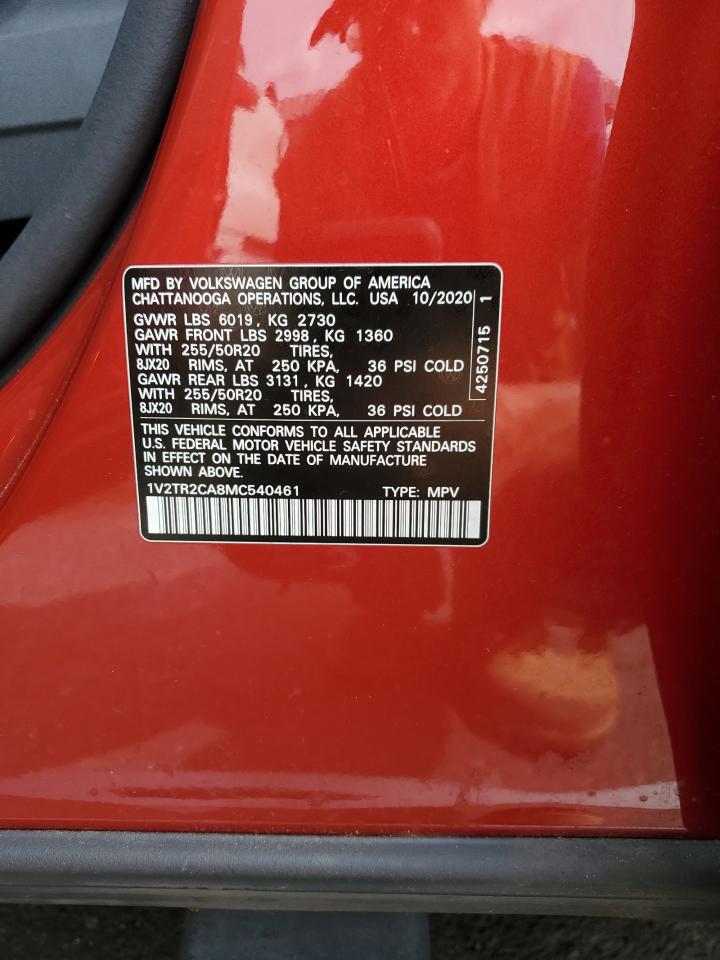 MFD BY VOLKSWAGEN GROUP OF AMERICA
CHATTANOOGA OPERATIONS, LLC. USA 10/2020
GVWR LBS 6019, KG 2730
GAWR FRONT LBS 2998, KG 1360
WITH 255/50R20 TIRES,
8JX20 RIMS, AT 250 KPA, 36 PSI COLD
GAWR REAR LBS 3131, KG 1420
WITH 255/50R20 TIRES,
8JX20 RIMS, AT 250 KPA, 36 PSI COLD
THIS VEHICLE CONFORMS TO ALL APPLICABLE
U.S. FEDERAL MOTOR VEHICLE SAFETY STANDARDS
IN EFFECT ON THE DATE OF MANUFACTURE
SHOWN ABOVE.
1V2TR2CA8MC540461 TYPE: MPV
4250715 1